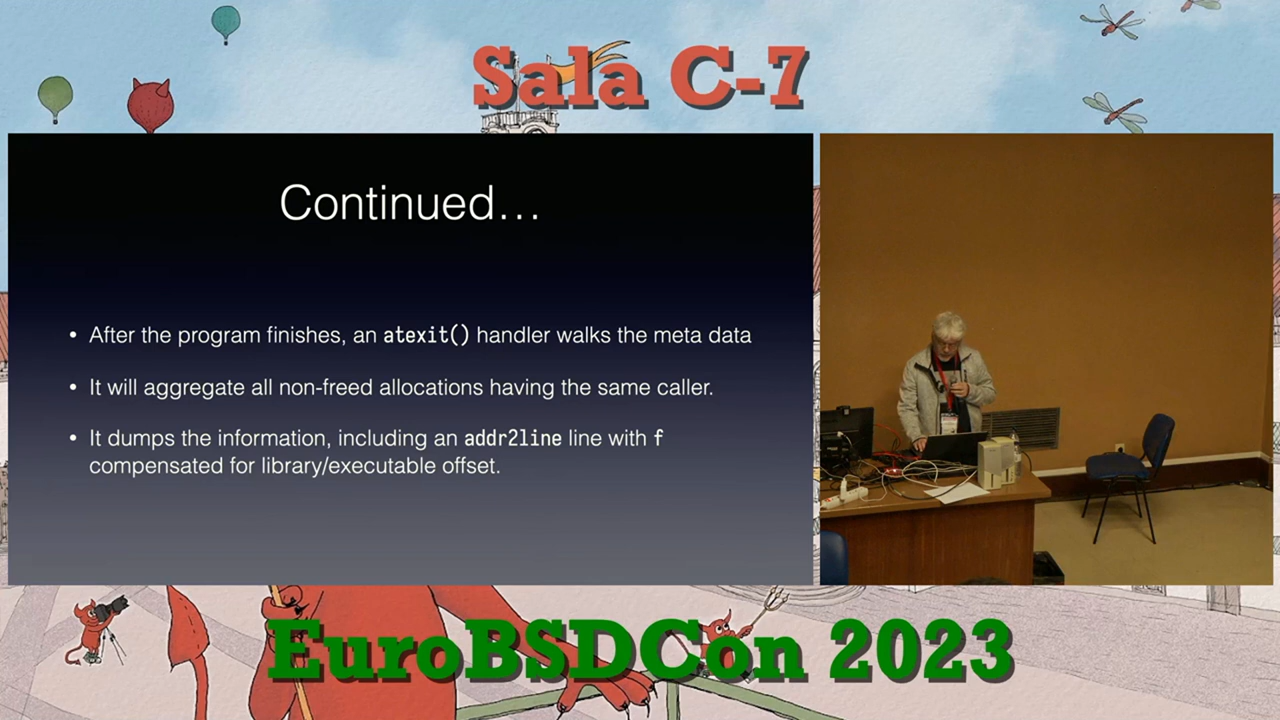 Sala C-7
Continued…
• After the program finishes, an atexit() handler walks the meta data
• It will aggregate all non-freed allocations having the same caller.
• It dumps the information, including an addr2line line with f
compensated for library/executable offset.
EuroBSDCon 2023